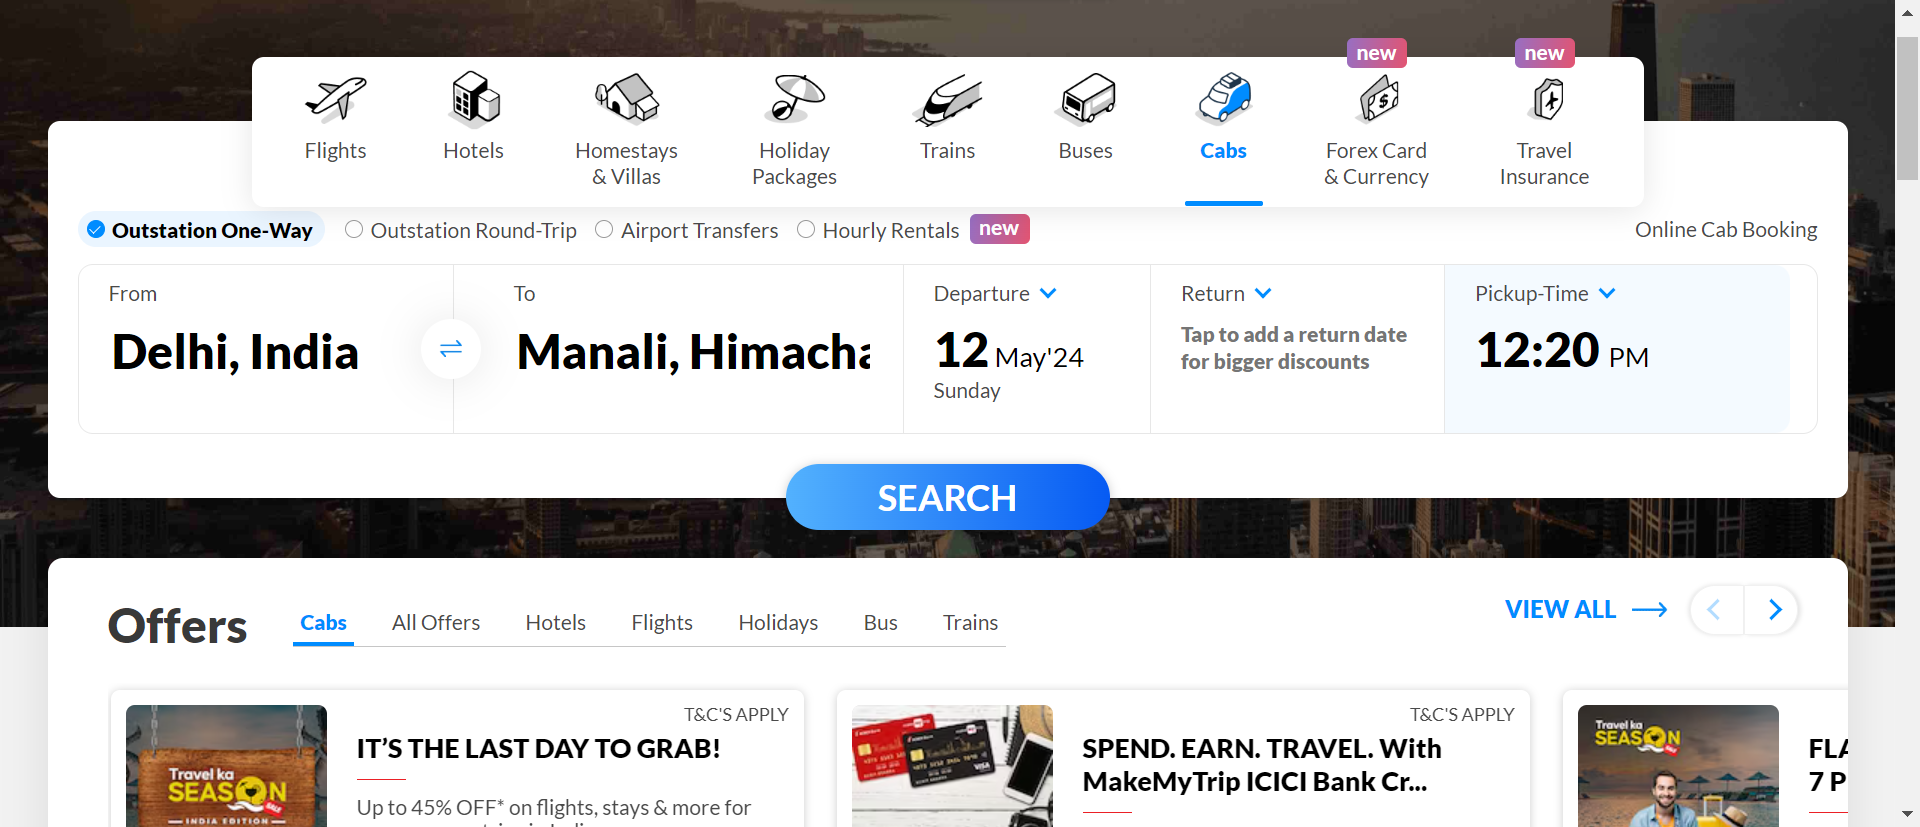 new
new
Flights
Hotels
Homestays
& Villas
Holiday
Packages
Trains
Buses
Cabs
Forex Card
& Currency
Travel
Insurance
Outstation One-Way
Outstation Round-Trip
Airport Transfers
Hourly Rentals
new
Online Cab Booking
From
Delhi, India
To
Manali, Himacha
Departure
12 May'24
Sunday
Return
Tap to add a return date
for bigger discounts
Pickup-Time
12:20 PM
SEARCH
Offers
Cabs
All Offers
Hotels
Flights
Holidays
Bus
Trains
VIEW ALL
Travel ka
SEASON
SALE
INDIA EDITION
T&C'S APPLY
IT’S THE LAST DAY TO GRAB!
Up to 45% OFF* on flights, stays & more for
VISA
T&C'S APPLY
SPEND. EARN. TRAVEL. With
MakeMyTrip ICICI Bank Cr...
Travel ka
SEASON
SALE
FLA
7 P